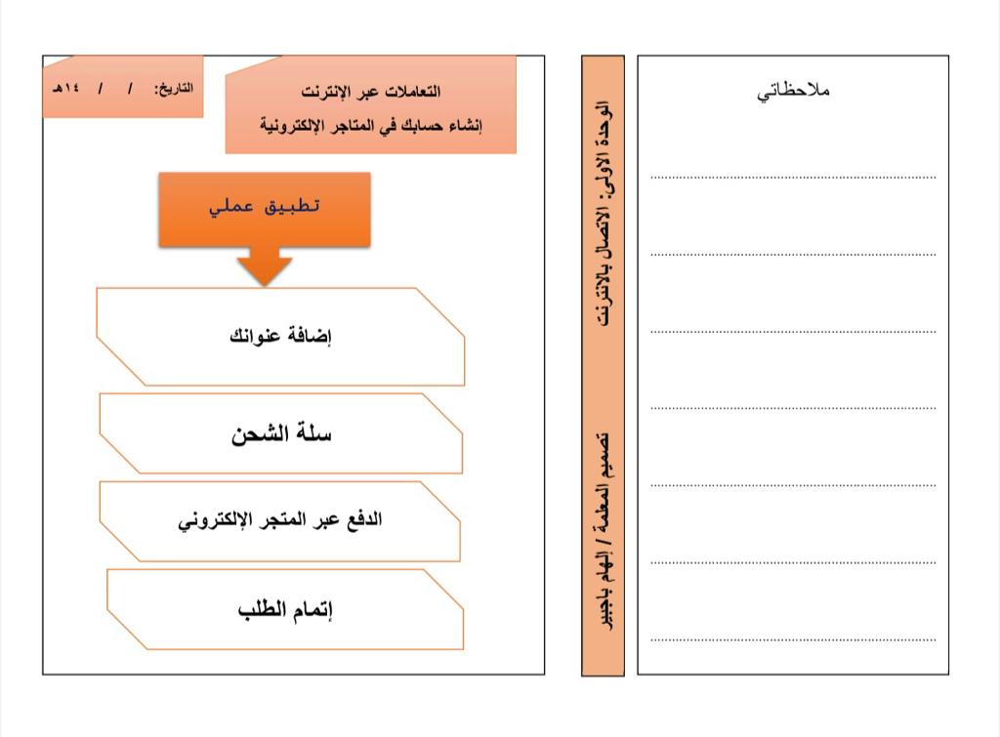 ملاحظاتي
الوحدة الاولى: الاتصال بالانترنت
تصميم المعلمة / إلهام باجبير
التعاملات عبر الإنترنت
إنشاء حسابك في المتاجر الإلكترونية
التاريخ: / / ١٤هـ
تطبيق عملي
إضافة عنوانك
سلة الشحن
الدفع عبر المتجر الإلكتروني
إتمام الطلب